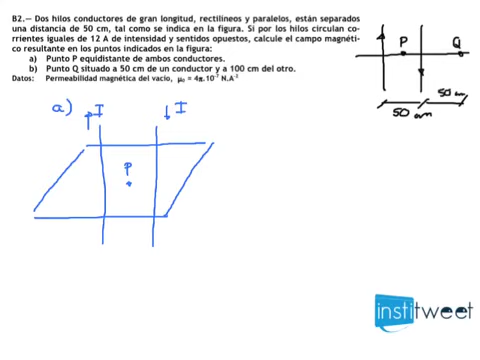 B2.— Dos hilos conductores de gran longitud, rectilíneos y paralelos, están separados
una distancia de 50 cm, tal como se indica en la figura. Si por los hilos circulan co-
rrientes iguales de 12 A de intensidad y sentidos opuestos, calcule el campo magnéti-
co resultante en los puntos indicados en la figura:
a) Punto P equidistante de ambos conductores.
b) Punto Q situado a 50 cm de un conductor y a 100 cm del otro.
Datos: Permeabilidad magnética del vacío, μ₀ = 4π.10⁻⁷ N.A⁻²
P Q
50 cm
50 cm
a) I I
P
institweet